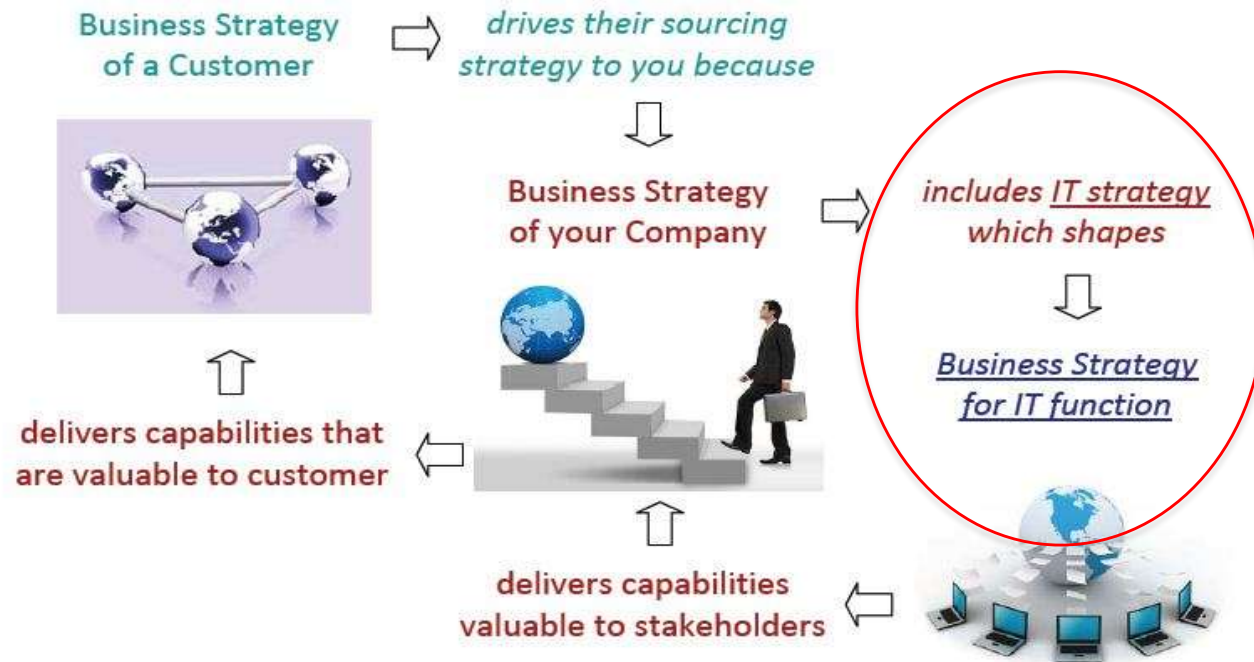 Business Strategy
of a Customer
drives their sourcing
strategy to you because
Business Strategy
of your Company
includes IT strategy
which shapes
Business Strategy
for IT function
delivers capabilities that
are valuable to customer
delivers capabilities
valuable to stakeholders